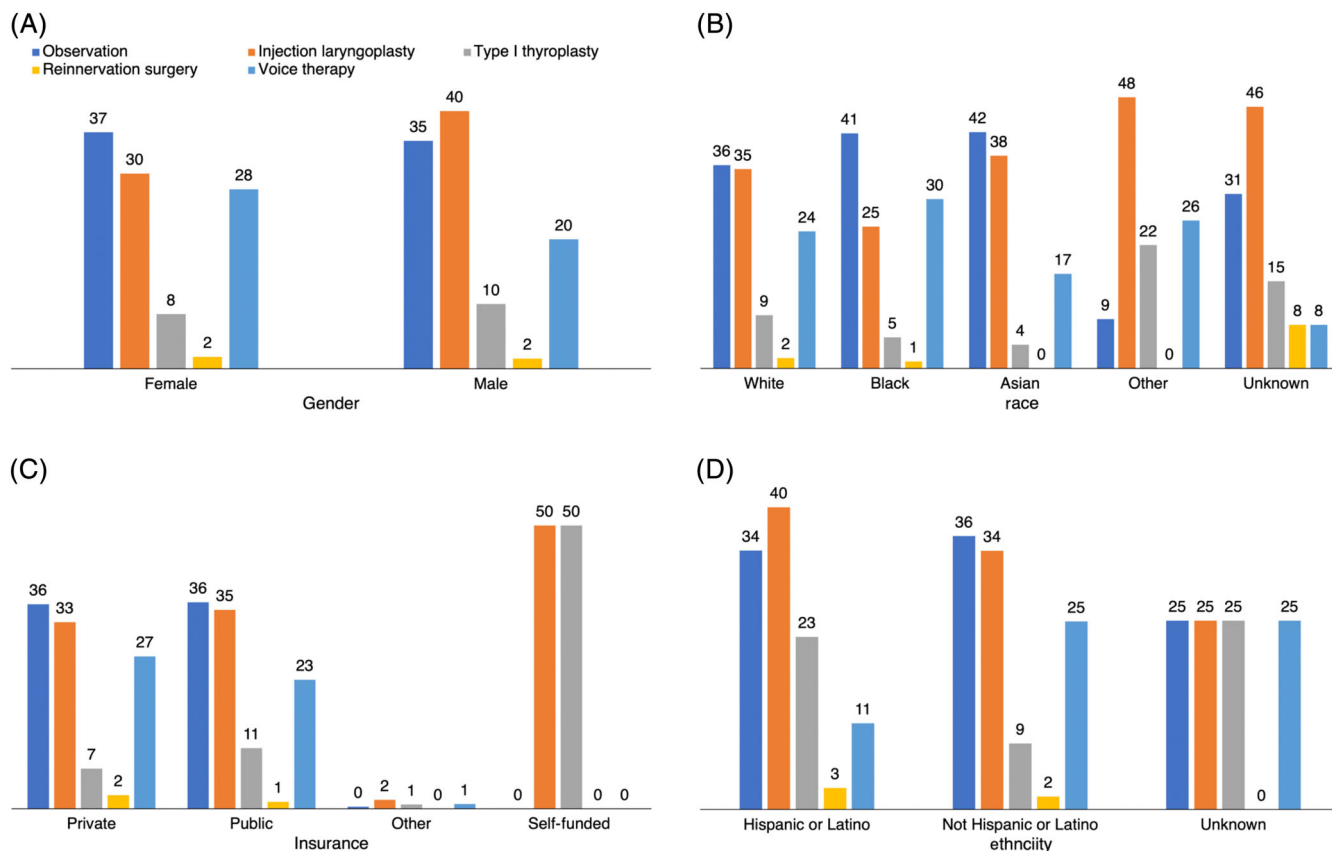 (A)
Observation Injection laryngoplasty Type I thyroplasty
Reinnervation surgery Voice therapy
37 30 8 2 28 35 40 10 2 20
Female Male
Gender
(B)
36 35 9 2 24 41 25 5 1 30 42 38 4 0 17 9 48 22 0 26 31 46 15 8 8
White Black Asian Other Unknown
race
(C)
36 33 7 2 27 36 35 11 1 23 0 2 1 0 1 0 50 50 0 0
Private Public Other Self-funded
Insurance
(D)
34 40 23 3 11 36 34 9 2 25 25 25 25 0 25
Hispanic or Latino Not Hispanic or Latino Unknown
ethnciity